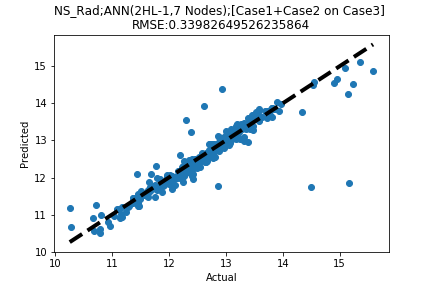 NS_Rad;ANN(2HL-1,7 Nodes);[Case1+Case2 on Case3]
RMSE:0.33982649526235864
15
14
13
12
11
10
Predicted
10 11 12 13 14 15
Actual